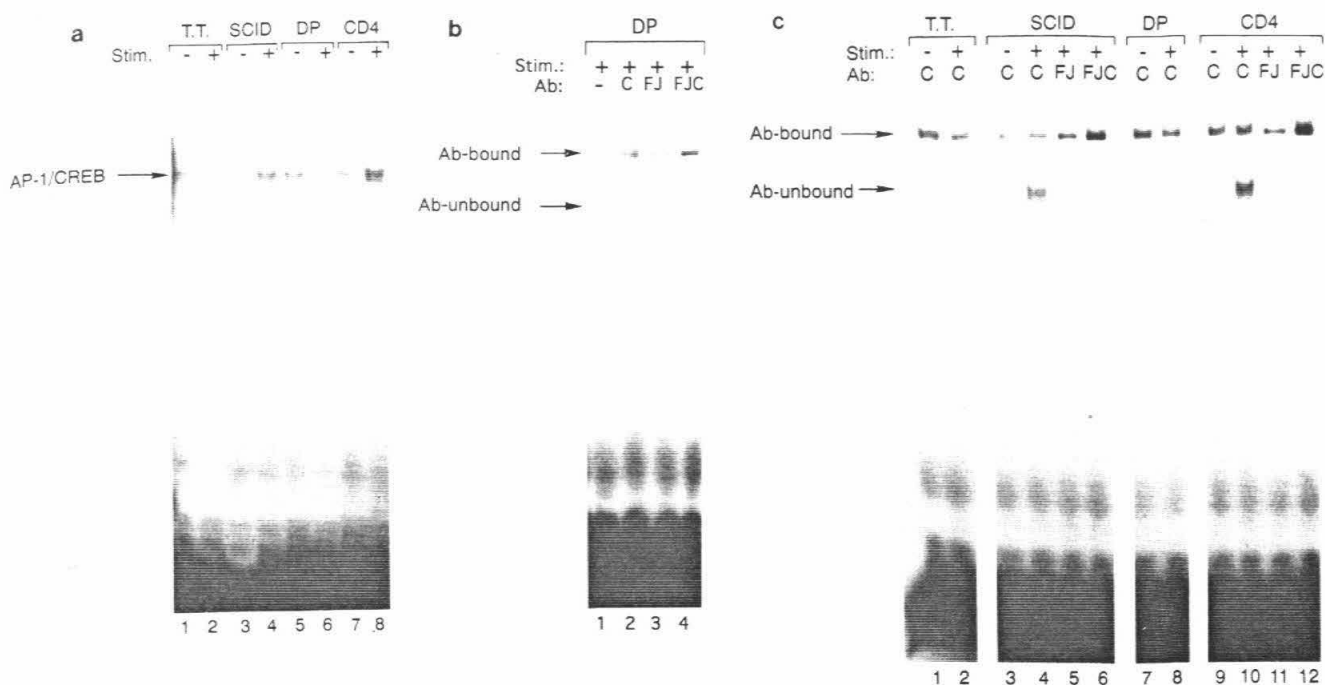 a
T.T. SCID DP CD4
Stim. - + - + - + - +
AP-1/CREB
1 2 3 4 5 6 7 8
b
DP
Stim.: + + + +
Ab: - C FJ FJC
Ab-bound
Ab-unbound
1 2 3 4
c
T.T. SCID DP CD4
Stim.: - + - + + + - + - + + +
Ab: C C C C FJ FJC C C C C FJ FJC
Ab-bound
Ab-unbound
1 2 3 4 5 6 7 8 9 10 11 12